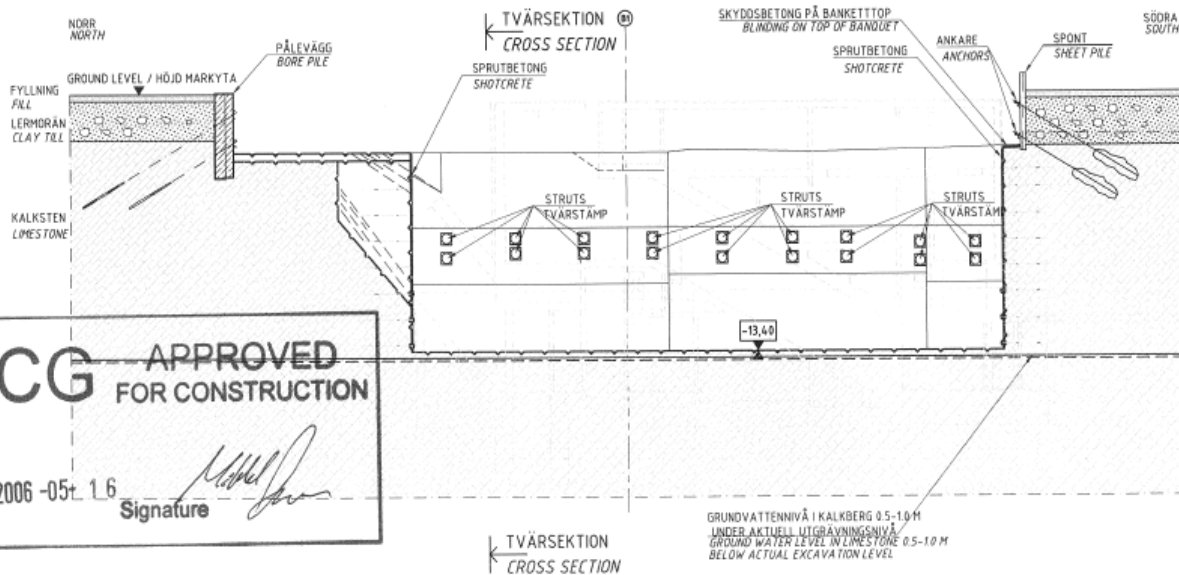 NORR
NORTH
TVÄRSEKTION
CROSS SECTION
B1
SKYDDSBETONG PÅ BANKETTTOP
BLINDING ON TOP OF BANQUET
SÖDRA
SOUTH
PÅLEVÄGG
BORE PILE
SPRUTBETONG
SHOTCRETE
SPRUTBETONG
SHOTCRETE
ANKARE
ANCHORS
SPONT
SHEET PILE
GROUND LEVEL / HÖJD MARKYTA
FYLLNING
FILL
LERMORÄN
CLAY TILL
KALKSTEN
LIMESTONE
STRUTS
TVÄRSTÄMP
STRUTS
TVÄRSTÄMP
STRUTS
TVÄRSTÄMP
-13,40
CG
APPROVED
FOR CONSTRUCTION
2006 -05- 16
Signature
GRUNDVATTENNIVÅ I KALKBERG 0.5-1.0 M
UNDER AKTUELL UTGRÄVNINGSNIVÅ
GROUND WATER LEVEL IN LIMESTONE 0.5-1.0 M
BELOW ACTUAL EXCAVATION LEVEL
TVÄRSEKTION
CROSS SECTION